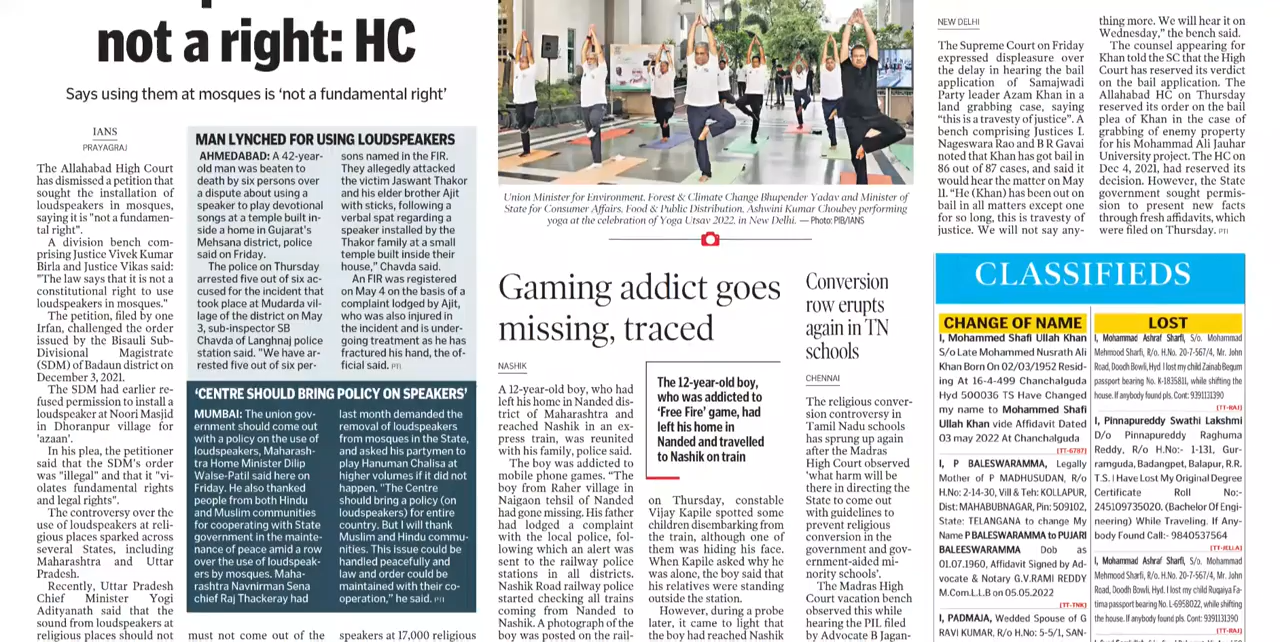 not a right: HC
Says using them at mosques is ‘not a fundamental right’
IANS
PRAYAGRAJ
The Allahabad High Court
has dismissed a petition that
sought the installation of
loudspeakers in mosques,
saying it is "not a fundamen-
tal right".
A division bench com-
prising Justice Vivek Kumar
Birla and Justice Vikas said:
"The law says that it is not a
constitutional right to use
loudspeakers in mosques."
The petition, filed by one
Irfan, challenged the order
issued by the Bisauli Sub-
Divisional Magistrate
(SDM) of Badaun district on
December 3, 2021.
The SDM had earlier re-
fused permission to install a
loudspeaker at Noori Masjid
in Dhoranpur village for
'azaan'.
In his plea, the petitioner
said that the SDM's order
was "illegal" and that it "vi-
olates fundamental rights
and legal rights".
The controversy over the
use of loudspeakers at reli-
gious places sparked across
several States, including
Maharashtra and Uttar
Pradesh.
Recently, Uttar Pradesh
Chief Minister Yogi
Adityanath said that the
sound from loudspeakers at
religious places should not
MAN LYNCHED FOR USING LOUDSPEAKERS
AHMEDABAD: A 42-year-
old man was beaten to
death by six persons over
a dispute about using a
speaker to play devotional
songs at a temple built in-
side a home in Gujarat's
Mehsana district, police
said on Friday.
The police on Thursday
arrested five out of six ac-
cused for the incident that
took place at Mudarda vil-
lage of the district on May
3, sub-inspector SB
Chavda of Langhnaj police
station said. "We have ar-
rested five out of six per-
sons named in the FIR.
They allegedly attacked
the victim Jaswant Thakor
and his elder brother Ajit
with sticks, following a
verbal spat regarding a
speaker installed by the
Thakor family at a small
temple built inside their
house," Chavda said.
An FIR was registered
on May 4 on the basis of a
complaint lodged by Ajit,
who was also injured in
the incident and is under-
going treatment as he has
fractured his hand, the of-
ficial said. PTI
‘CENTRE SHOULD BRING POLICY ON SPEAKERS’
MUMBAI: The union gov-
ernment should come out
with a policy on the use of
loudspeakers, Maharash-
tra Home Minister Dilip
Walse-Patil said here on
Friday. He also thanked
people from both Hindu
and Muslim communities
for cooperating with State
government in the mainte-
nance of peace amid a row
over the use of loudspeak-
ers by mosques. Maha-
rashtra Navnirman Sena
chief Raj Thackeray had
last month demanded the
removal of loudspeakers
from mosques in the State,
and asked his partymen to
play Hanuman Chalisa at
higher volumes if it did not
happen. "The Centre
should bring a policy (on
loudspeakers) for entire
country. But I will thank
Muslim and Hindu commu-
nities. This issue could be
handled peacefully and
law and order could be
maintained with their co-
operation," he said. PTI
must not come out of the
speakers at 17,000 religious
Union Minister for Environment, Forest & Climate Change Bhupender Yadav and Minister of
State for Consumer Affairs, Food & Public Distribution, Ashwini Kumar Choubey performing
yoga at the celebration of Yoga Utsav 2022, in New Delhi. — Photo: PIB/IANS
Gaming addict goes
missing, traced
NASHIK
A 12-year-old boy, who had
left his home in Nanded dis-
trict of Maharashtra and
reached Nashik in an ex-
press train, was reunited
with his family, police said.
The boy was addicted to
mobile phone games. "The
boy from Raher village in
Naigaon tehsil of Nanded
had gone missing. His father
had lodged a complaint
with the local police, fol-
lowing which an alert was
sent to the railway police
stations in all districts.
Nashik Road railway police
started checking all trains
coming from Nanded to
Nashik. A photograph of the
boy was posted on the rail-
The 12-year-old boy,
who was addicted to
‘Free Fire’ game, had
left his home in
Nanded and travelled
to Nashik on train
on Thursday, constable
Vijay Kapile spotted some
children disembarking from
the train, although one of
them was hiding his face.
When Kapile asked why he
was alone, the boy said that
his relatives were standing
outside the station.
However, during a probe
later, it came to light that
the boy had reached Nashik
Conversion
row erupts
again in TN
schools
CHENNAI
The religious conver-
sion controversy in
Tamil Nadu schools
has sprung up again
after the Madras
High Court observed
'what harm will be
there in directing the
State to come out
with guidelines to
prevent religious
conversion in the
government and gov-
ernment-aided mi-
nority schools'.
The Madras High
Court vacation bench
observed this while
hearing the PIL filed
by Advocate B Jagan-
NEW DELHI
The Supreme Court on Friday
expressed displeasure over
the delay in hearing the bail
application of Samajwadi
Party leader Azam Khan in a
land grabbing case, saying
"this is a travesty of justice". A
bench comprising Justices L
Nageswara Rao and B R Gavai
noted that Khan has got bail in
86 out of 87 cases, and said it
would hear the matter on May
11. "He (Khan) has been out on
bail in all matters except one
for so long, this is travesty of
justice. We will not say any-
thing more. We will hear it on
Wednesday," the bench said.
The counsel appearing for
Khan told the SC that the High
Court has reserved its verdict
on the bail application. The
Allahabad HC on Thursday
reserved its order on the bail
plea of Khan in the case of
grabbing of enemy property
for his Mohammad Ali Jauhar
University project. The HC on
Dec 4, 2021, had reserved its
decision. However, the State
government sought permis-
sion to present new facts
through fresh affidavits, which
were filed on Thursday. PTI
CLASSIFIEDS
CHANGE OF NAME
I, Mohammed Shafi Ullah Khan
S/o Late Mohammed Nusrath Ali
Khan Born On 02/03/1952 Resid-
ing At 16-4-499 Chanchalguda
Hyd 500036 TS Have Changed
my name to Mohammed Shafi
Ullah Khan vide Affidavit Dated
03 may 2022 At Chanchalguda
(TT-6787)
I, P BALESWARAMMA, Legally
Mother of P MADHUSUDAN, R/o
H.No: 2-14-30, Vill & Teh: KOLLAPUR,
Dist: MAHABUBNAGAR, Pin: 509102,
State: TELANGANA to change My
Name P BALESWARAMMA to PUJARI
BALEESWARAMMA Dob as
01.07.1960, Affidavit Signed by Ad-
vocate & Notary G.V.RAMI REDDY
M.Com.L.L.B on 05.05.2022
(TT-TNK)
I, PADMAJA, Wedded Spouse of G
RAVI KUMAR, R/o H.No: 5-5/1, SAN-
LOST
I, Mohammad Ashraf Sharfi, S/o. Mohammad
Mehmood Sharfi, R/o. H.No. 20-7-567/4, Mr. John
Road, Doodh Bowli, Hyd. I lost my child Zainab Begum
passport bearing No. K-1835811, while shifting the
house. If anybody found pls. Cont: 9391131390
(TT-RAJ)
I, Pinnapureddy Swathi Lakshmi
D/o Pinnapureddy Raghuma
Reddy, R/o H.No:- 1-131, Gur-
ramguda, Badangpet, Balapur, R.R.
T.S. I Have Lost My Original Degree
Certificate Roll No:-
245109735020. (Bachelor Of Engi-
neering) While Traveling. If Any-
body Found Call:- 9840537564
(TT-JELLA)
I, Mohammad Ashraf Sharfi, S/o. Mohammad
Mehmood Sharfi, R/o. H.No. 20-7-567/4, Mr. John
Road, Doodh Bowli, Hyd. I lost my child Ruqaiya Fa-
tima passport bearing No. L-6958022, while shifting
the house. If anybody found pls. Cont: 9391131390
(TT-RAJ)